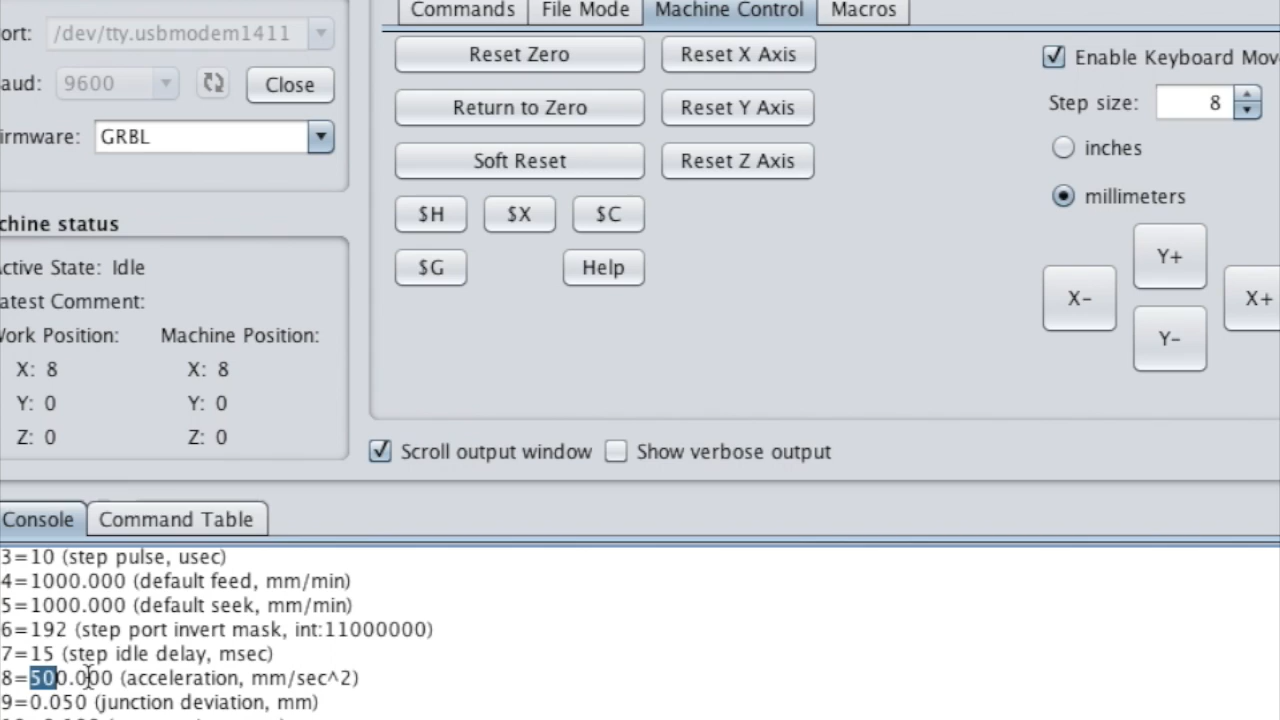 Commands File Mode Machine Control Macros
ort: /dev/tty.usbmodem1411
Reset Zero Reset X Axis
Enable Keyboard Mov
aud: 9600 Close
Step size: 8
Return to Zero Reset Y Axis
irmware: GRBL
inches
Soft Reset Reset Z Axis
millimeters
$H $X $C
chine status
Y+
ctive State: Idle
$G Help
X- X+
atest Comment:
Work Position: Machine Position:
Y-
X: 8 X: 8
Y: 0 Y: 0
Z: 0 Z: 0
Scroll output window Show verbose output
Console Command Table
3=10 (step pulse, usec)
4=1000.000 (default feed, mm/min)
5=1000.000 (default seek, mm/min)
6=192 (step port invert mask, int:11000000)
7=15 (step idle delay, msec)
8=500.000 (acceleration, mm/sec^2)
9=0.050 (junction deviation, mm)